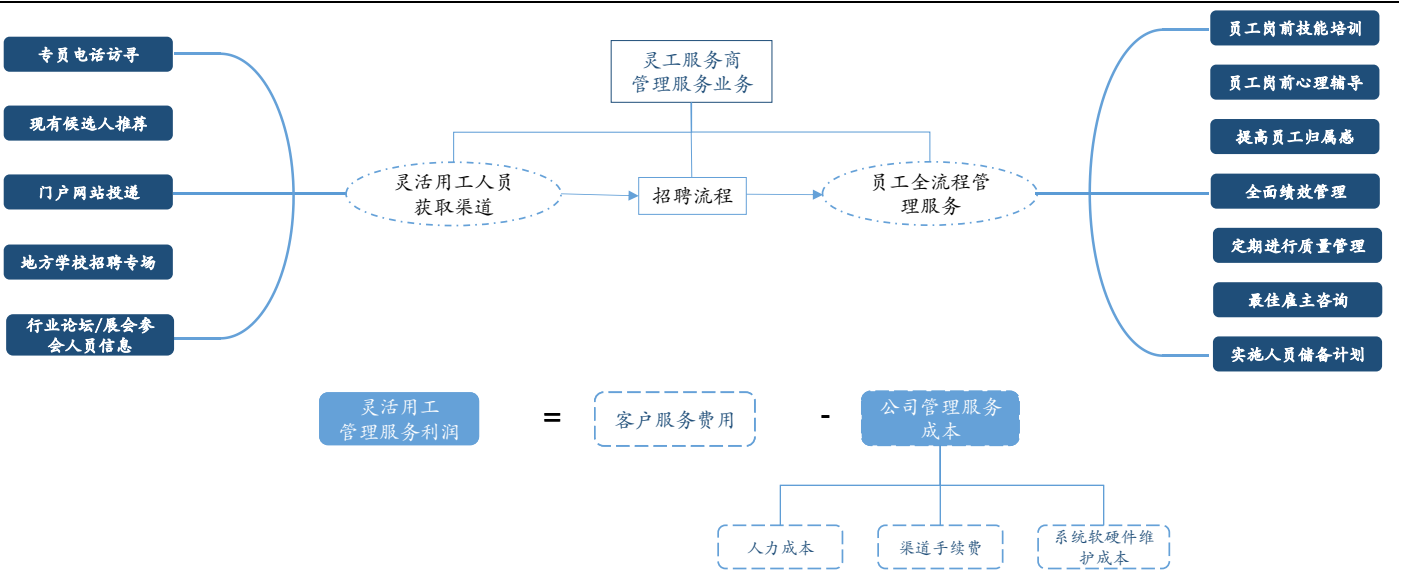 专员电话访寻
现有候选人推荐
门户网站投递
地方学校招聘专场
行业论坛/展会参
会人员信息
灵工服务商
管理服务业务
灵活用工人员
获取渠道
招聘流程
员工全流程管
理服务
员工岗前技能培训
员工岗前心理辅导
提高员工归属感
全面绩效管理
定期进行质量管理
最佳雇主咨询
实施人员储备计划
灵活用工
管理服务利润
=
客户服务费用
-
公司管理服务
成本
人力成本
渠道手续费
系统软硬件维
护成本